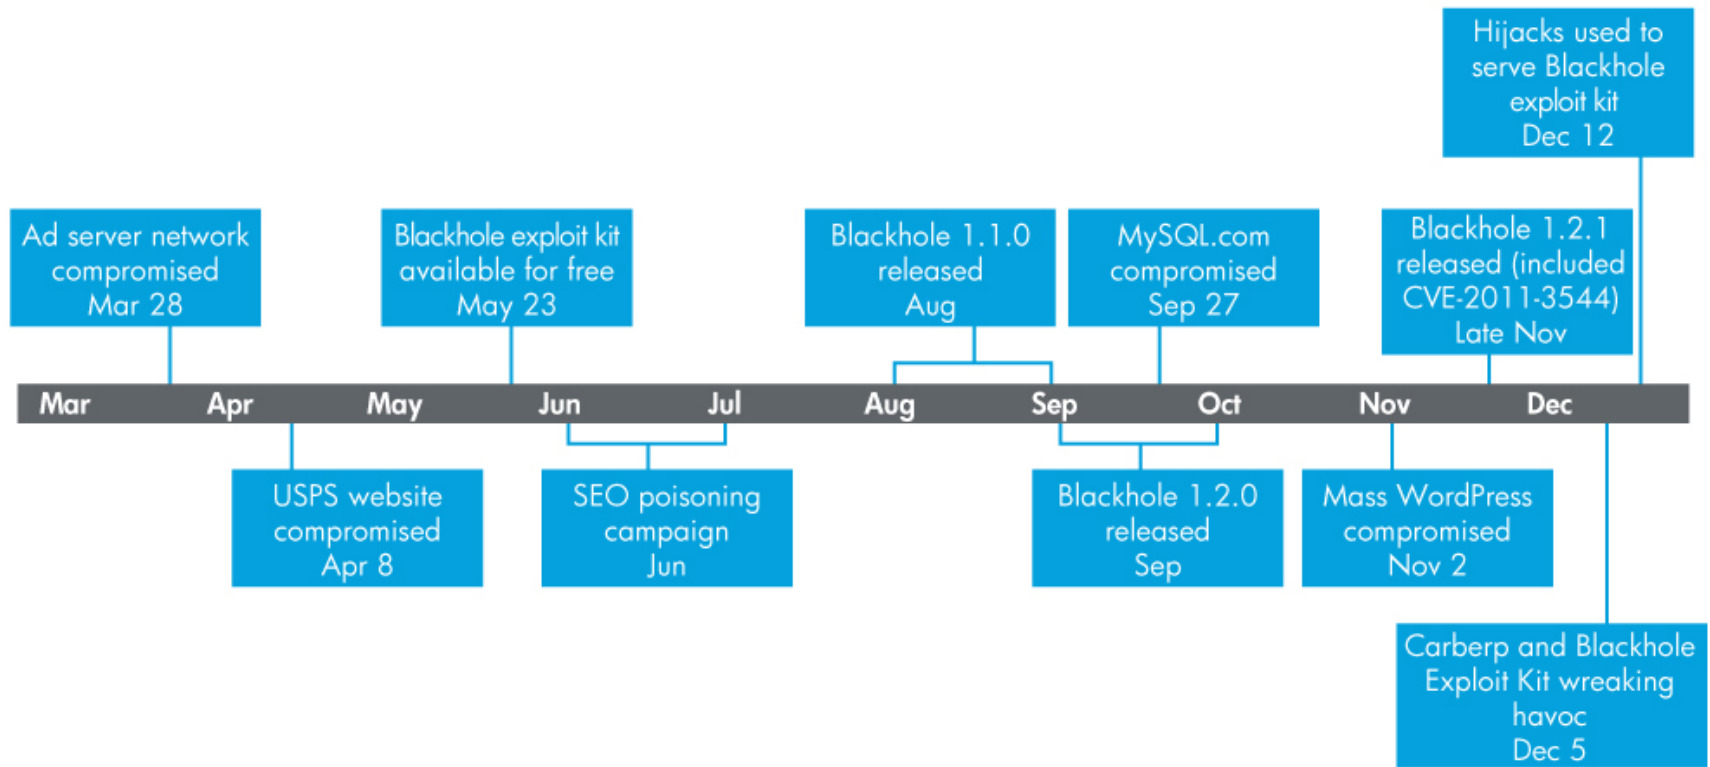 Hijacks used to
serve Blackhole
exploit kit
Dec 12
Ad server network
compromised
Mar 28
Blackhole exploit kit
available for free
May 23
Blackhole 1.1.0
released
Aug
MySQL.com
compromised
Sep 27
Blackhole 1.2.1
released (included
CVE-2011-3544)
Late Nov
Mar Apr May Jun Jul Aug Sep Oct Nov Dec
USPS website
compromised
Apr 8
SEO poisoning
campaign
Jun
Blackhole 1.2.0
released
Sep
Mass WordPress
compromised
Nov 2
Carberp and Blackhole
Exploit Kit wreaking
havoc
Dec 5